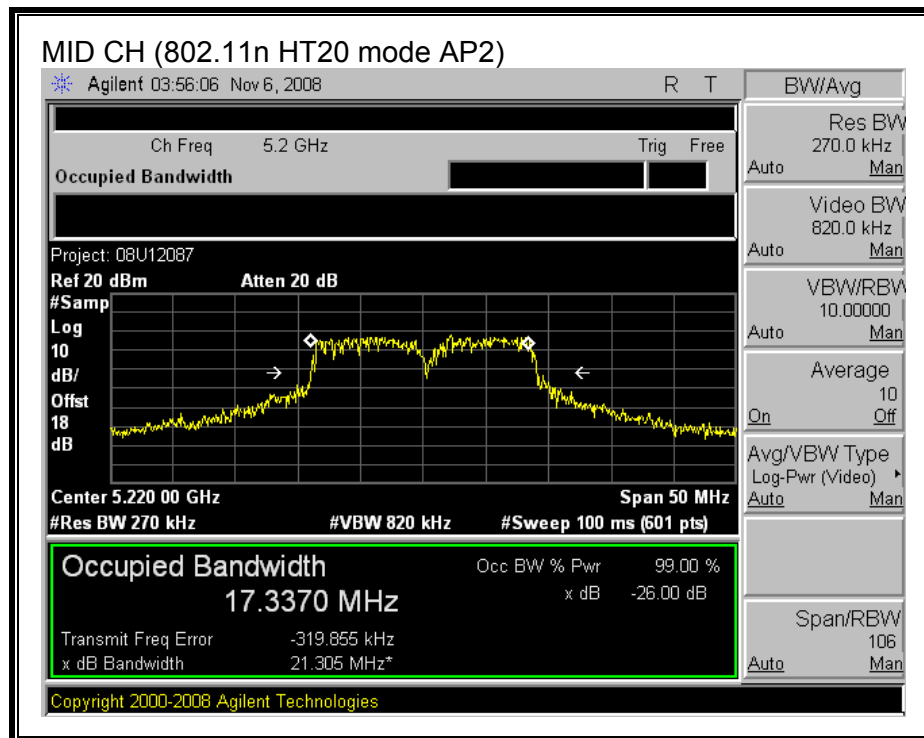 MID CH (802.11n HT20 mode AP2)
Agilent 03:56:06 Nov 6, 2008 R T
Ch Freq 5.2 GHz Trig Free
Occupied Bandwidth
Project: 08U12087
Ref 20 dBm Atten 20 dB
#Samp
Log
10
dB/
Offst
18
dB
Center 5.220 00 GHz Span 50 MHz
#Res BW 270 kHz #VBW 820 kHz #Sweep 100 ms (601 pts)
Occupied Bandwidth Occ BW % Pwr 99.00 %
17.3370 MHz x dB -26.00 dB
Transmit Freq Error -319.855 kHz
x dB Bandwidth 21.305 MHz*
Copyright 2000-2008 Agilent Technologies
BW/Avg
Res BW
270.0 kHz
Auto Man
Video BW
820.0 kHz
Auto Man
VBW/RBW
10.00000
Auto Man
Average
10
On Off
Avg/VBW Type
Log-Pwr (Video)
Auto Man
Span/RBW
106
Auto Man